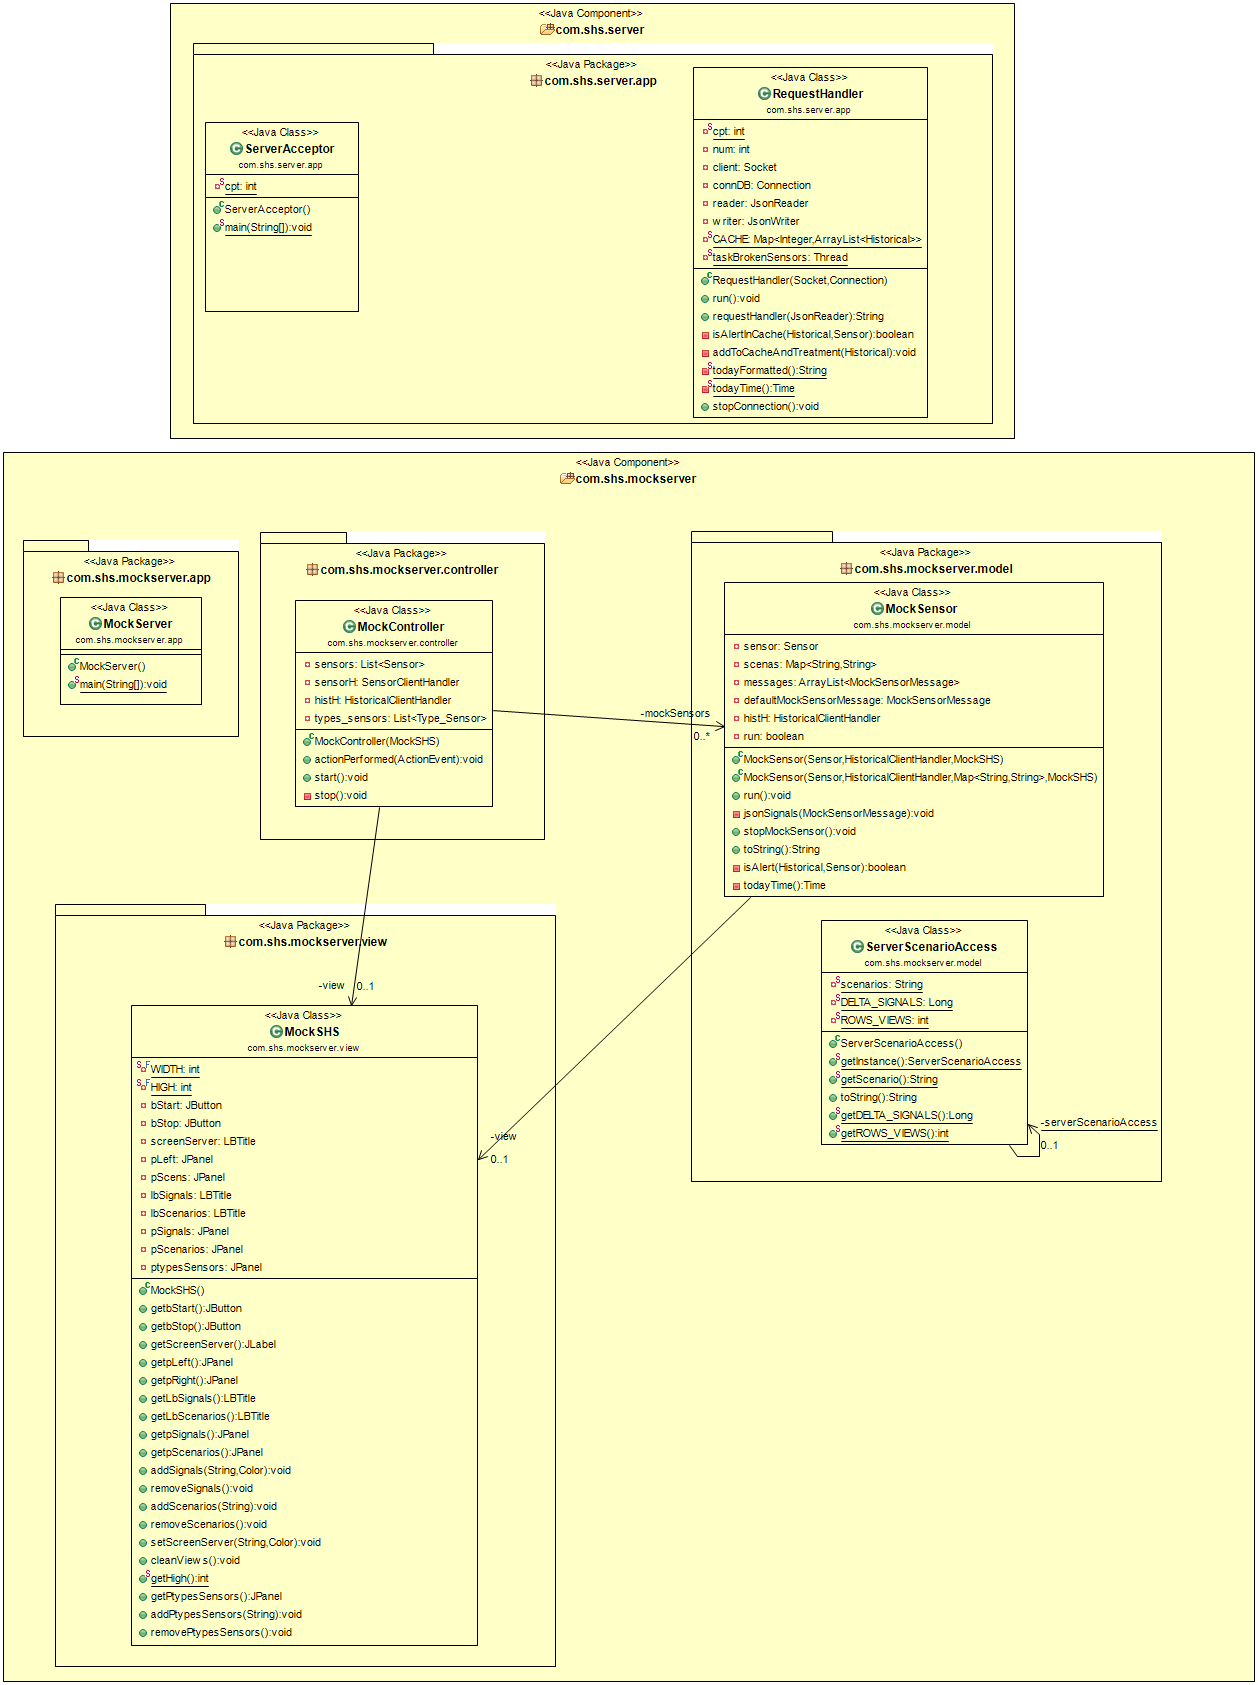 <<Java Component>>
com.shs.server
<<Java Package>>
com.shs.server.app
<<Java Class>>
ServerAcceptor
com.shs.server.app
cpt: int
ServerAcceptor()
main(String[]):void
<<Java Class>>
RequestHandler
com.shs.server.app
cpt: int
num: int
client: Socket
connDB: Connection
reader: JsonReader
writer: JsonWriter
CACHE: Map<Integer,ArrayList<Historical>>
taskBrokenSensors: Thread
RequestHandler(Socket,Connection)
run():void
requestHandler(JsonReader):String
isAlertInCache(Historical,Sensor):boolean
addToCacheAndTreatment(Historical):void
todayFormatted():String
todayTime():Time
stopConnection():void
<<Java Component>>
com.shs.mockserver
<<Java Package>>
com.shs.mockserver.app
<<Java Class>>
MockServer
com.shs.mockserver.app
MockServer()
main(String[]):void
<<Java Package>>
com.shs.mockserver.controller
<<Java Class>>
MockController
com.shs.mockserver.controller
sensors: List<Sensor>
sensorH: SensorClientHandler
histH: HistoricalClientHandler
types_sensors: List<Type_Sensor>
MockController(MockSHS)
actionPerformed(ActionEvent):void
start():void
stop():void
-mockSensors
0..*
<<Java Package>>
com.shs.mockserver.model
<<Java Class>>
MockSensor
com.shs.mockserver.model
sensor: Sensor
scenas: Map<String,String>
messages: ArrayList<MockSensorMessage>
defaultMockSensorMessage: MockSensorMessage
histH: HistoricalClientHandler
run: boolean
MockSensor(Sensor,HistoricalClientHandler,MockSHS)
MockSensor(Sensor,HistoricalClientHandler,Map<String,String>,MockSHS)
run():void
jsonSignals(MockSensorMessage):void
stopMockSensor():void
toString():String
isAlert(Historical,Sensor):boolean
todayTime():Time
<<Java Class>>
ServerScenarioAccess
com.shs.mockserver.model
scenarios: String
DELTA_SIGNALS: Long
ROWS_VIEWS: int
ServerScenarioAccess()
getInstance():ServerScenarioAccess
getScenario():String
toString():String
getDELTA_SIGNALS():Long
getROWS_VIEWS():int
-serverScenarioAccess
0..1
<<Java Package>>
com.shs.mockserver.view
-view
0..1
<<Java Class>>
MockSHS
com.shs.mockserver.view
WIDTH: int
HIGH: int
bStart: JButton
bStop: JButton
screenServer: LBTitle
pLeft: JPanel
pScens: JPanel
lbSignals: LBTitle
lbScenarios: LBTitle
pSignals: JPanel
pScenarios: JPanel
ptypesSensors: JPanel
MockSHS()
getbStart():JButton
getbStop():JButton
getScreenServer():JLabel
getpLeft():JPanel
getpRight():JPanel
getLbSignals():LBTitle
getLbScenarios():LBTitle
getpSignals():JPanel
getpScenarios():JPanel
addSignals(String,Color):void
removeSignals():void
addScenarios(String):void
removeScenarios():void
setScreenServer(String,Color):void
cleanViews():void
getHigh():int
getPtypesSensors():JPanel
addPtypesSensors(String):void
removePtypesSensors():void
-view
0..1